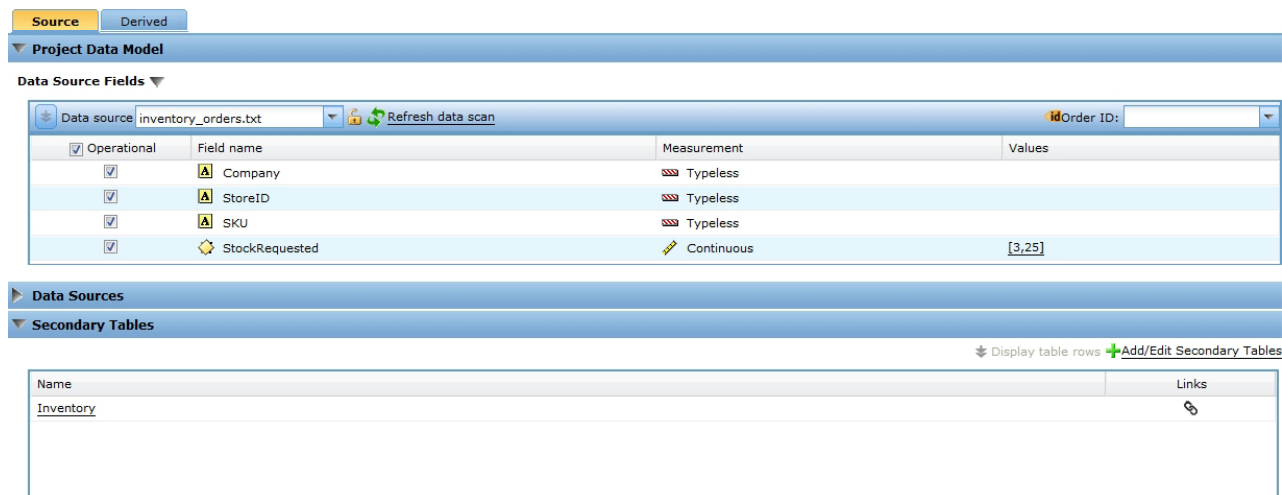 Source Derived
Project Data Model
Data Source Fields
Data source inventory_orders.txt Refresh data scan id Order ID:
Operational Field name Measurement Values
A Company Typeless
A StoreID Typeless
A SKU Typeless
StockRequested Continuous [3,25]
Data Sources
Secondary Tables
Display table rows Add/Edit Secondary Tables
Name Links
Inventory